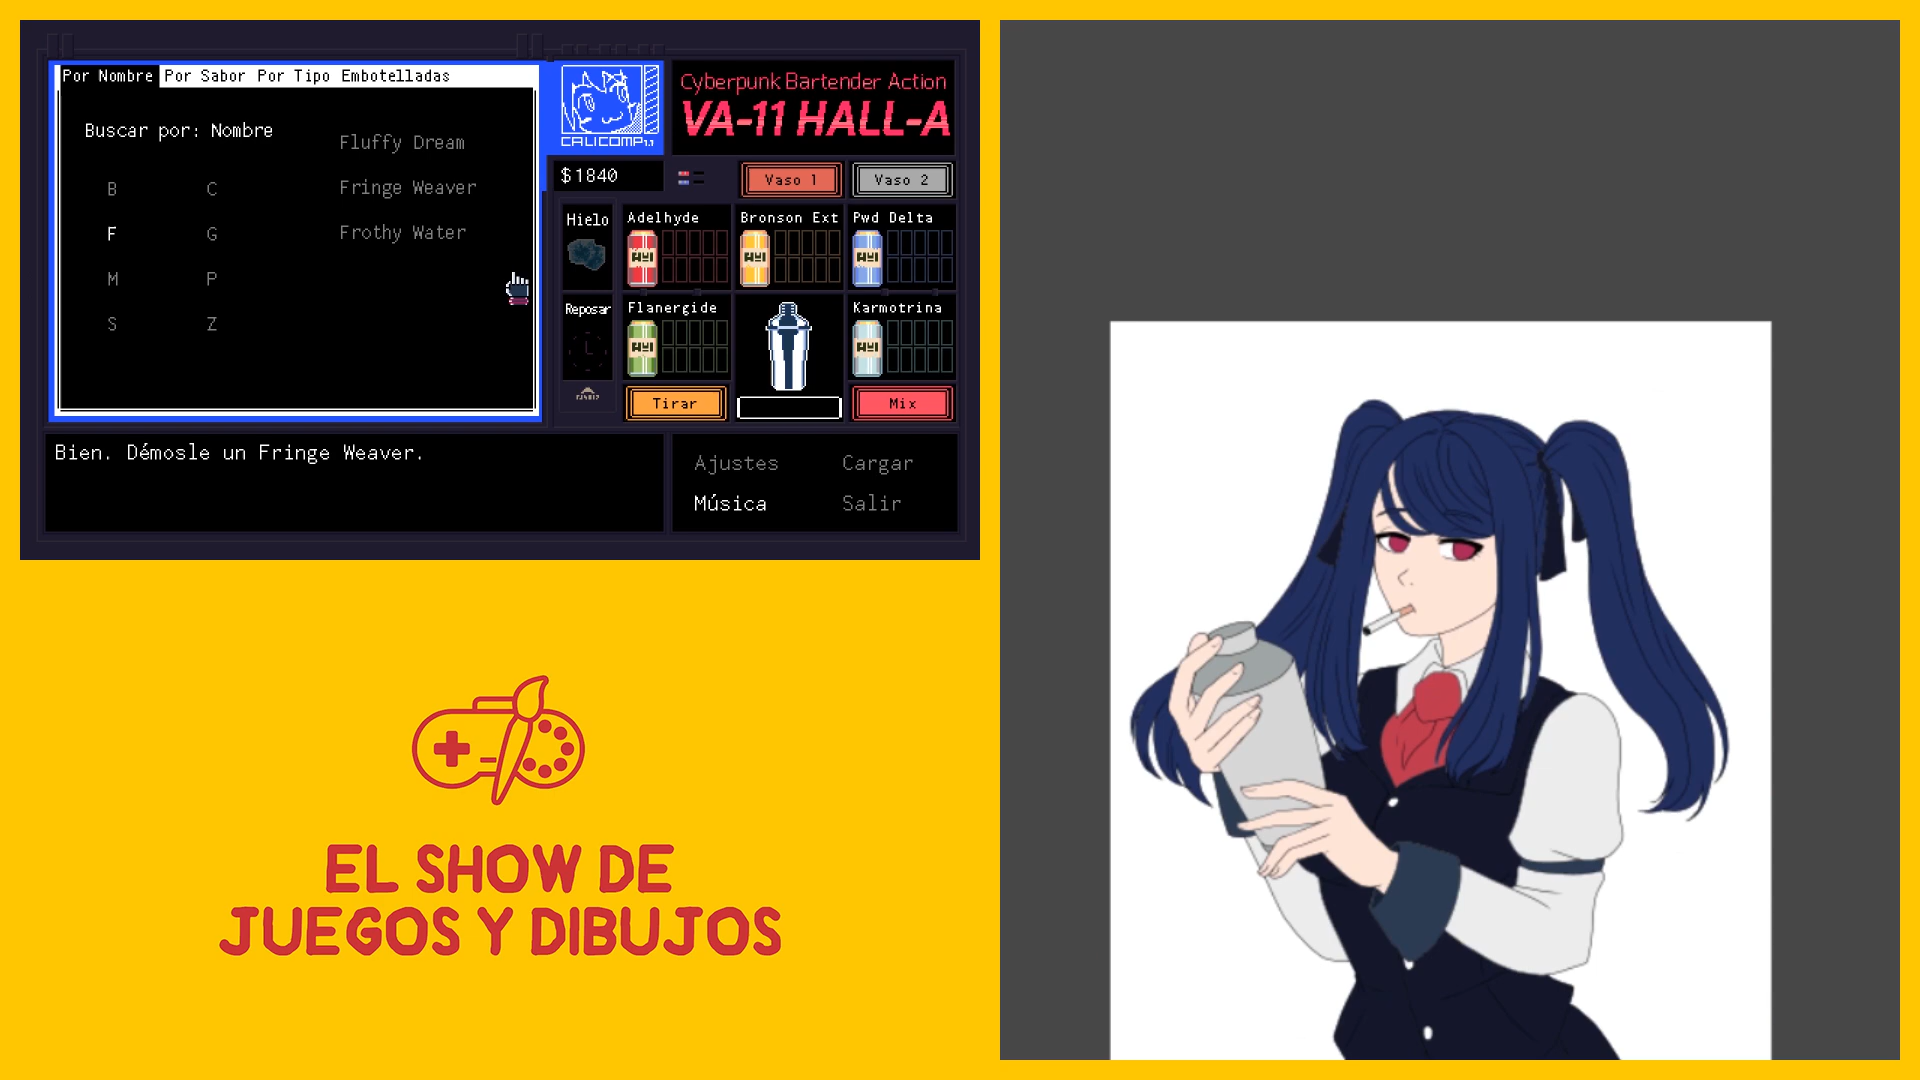 Por Nombre Por Sabor Por Tipo Embotelladas
Buscar por: Nombre
B C
F G
M P
S Z
Fluffy Dream
Fringe Weaver
Frothy Water
CALICOMP1.1
Cyberpunk Bartender Action
VA-11 HALL-A
$1840
Vaso 1
Vaso 2
Hielo
Adelhyde
Bronson Ext
Pwd Delta
Reposar
Flanergide
Karmotrina
Tirar
Mix
Bien. Démosle un Fringe Weaver.
Ajustes Cargar
Música Salir
EL SHOW DE
JUEGOS Y DIBUJOS